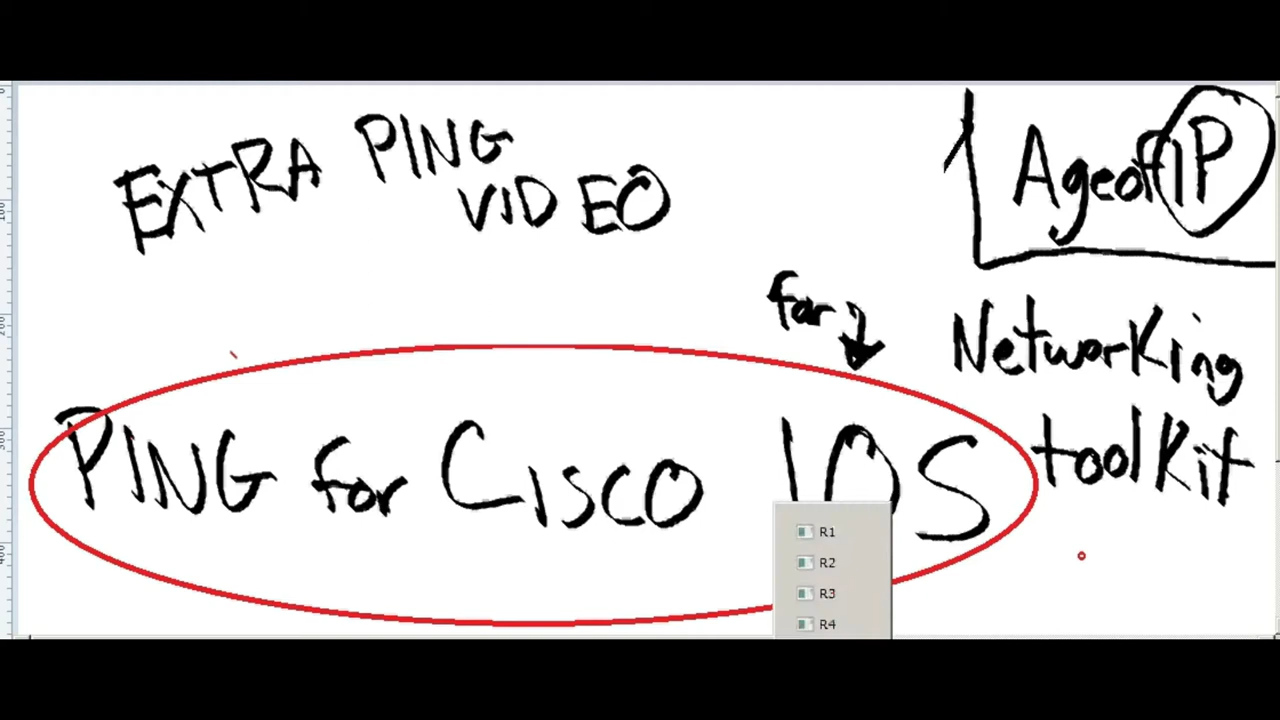 EXTRA PING
VIDEO
AgeofIP
for
Networking
toolkit
PING for Cisco IOS
R1
R2
R3
R4